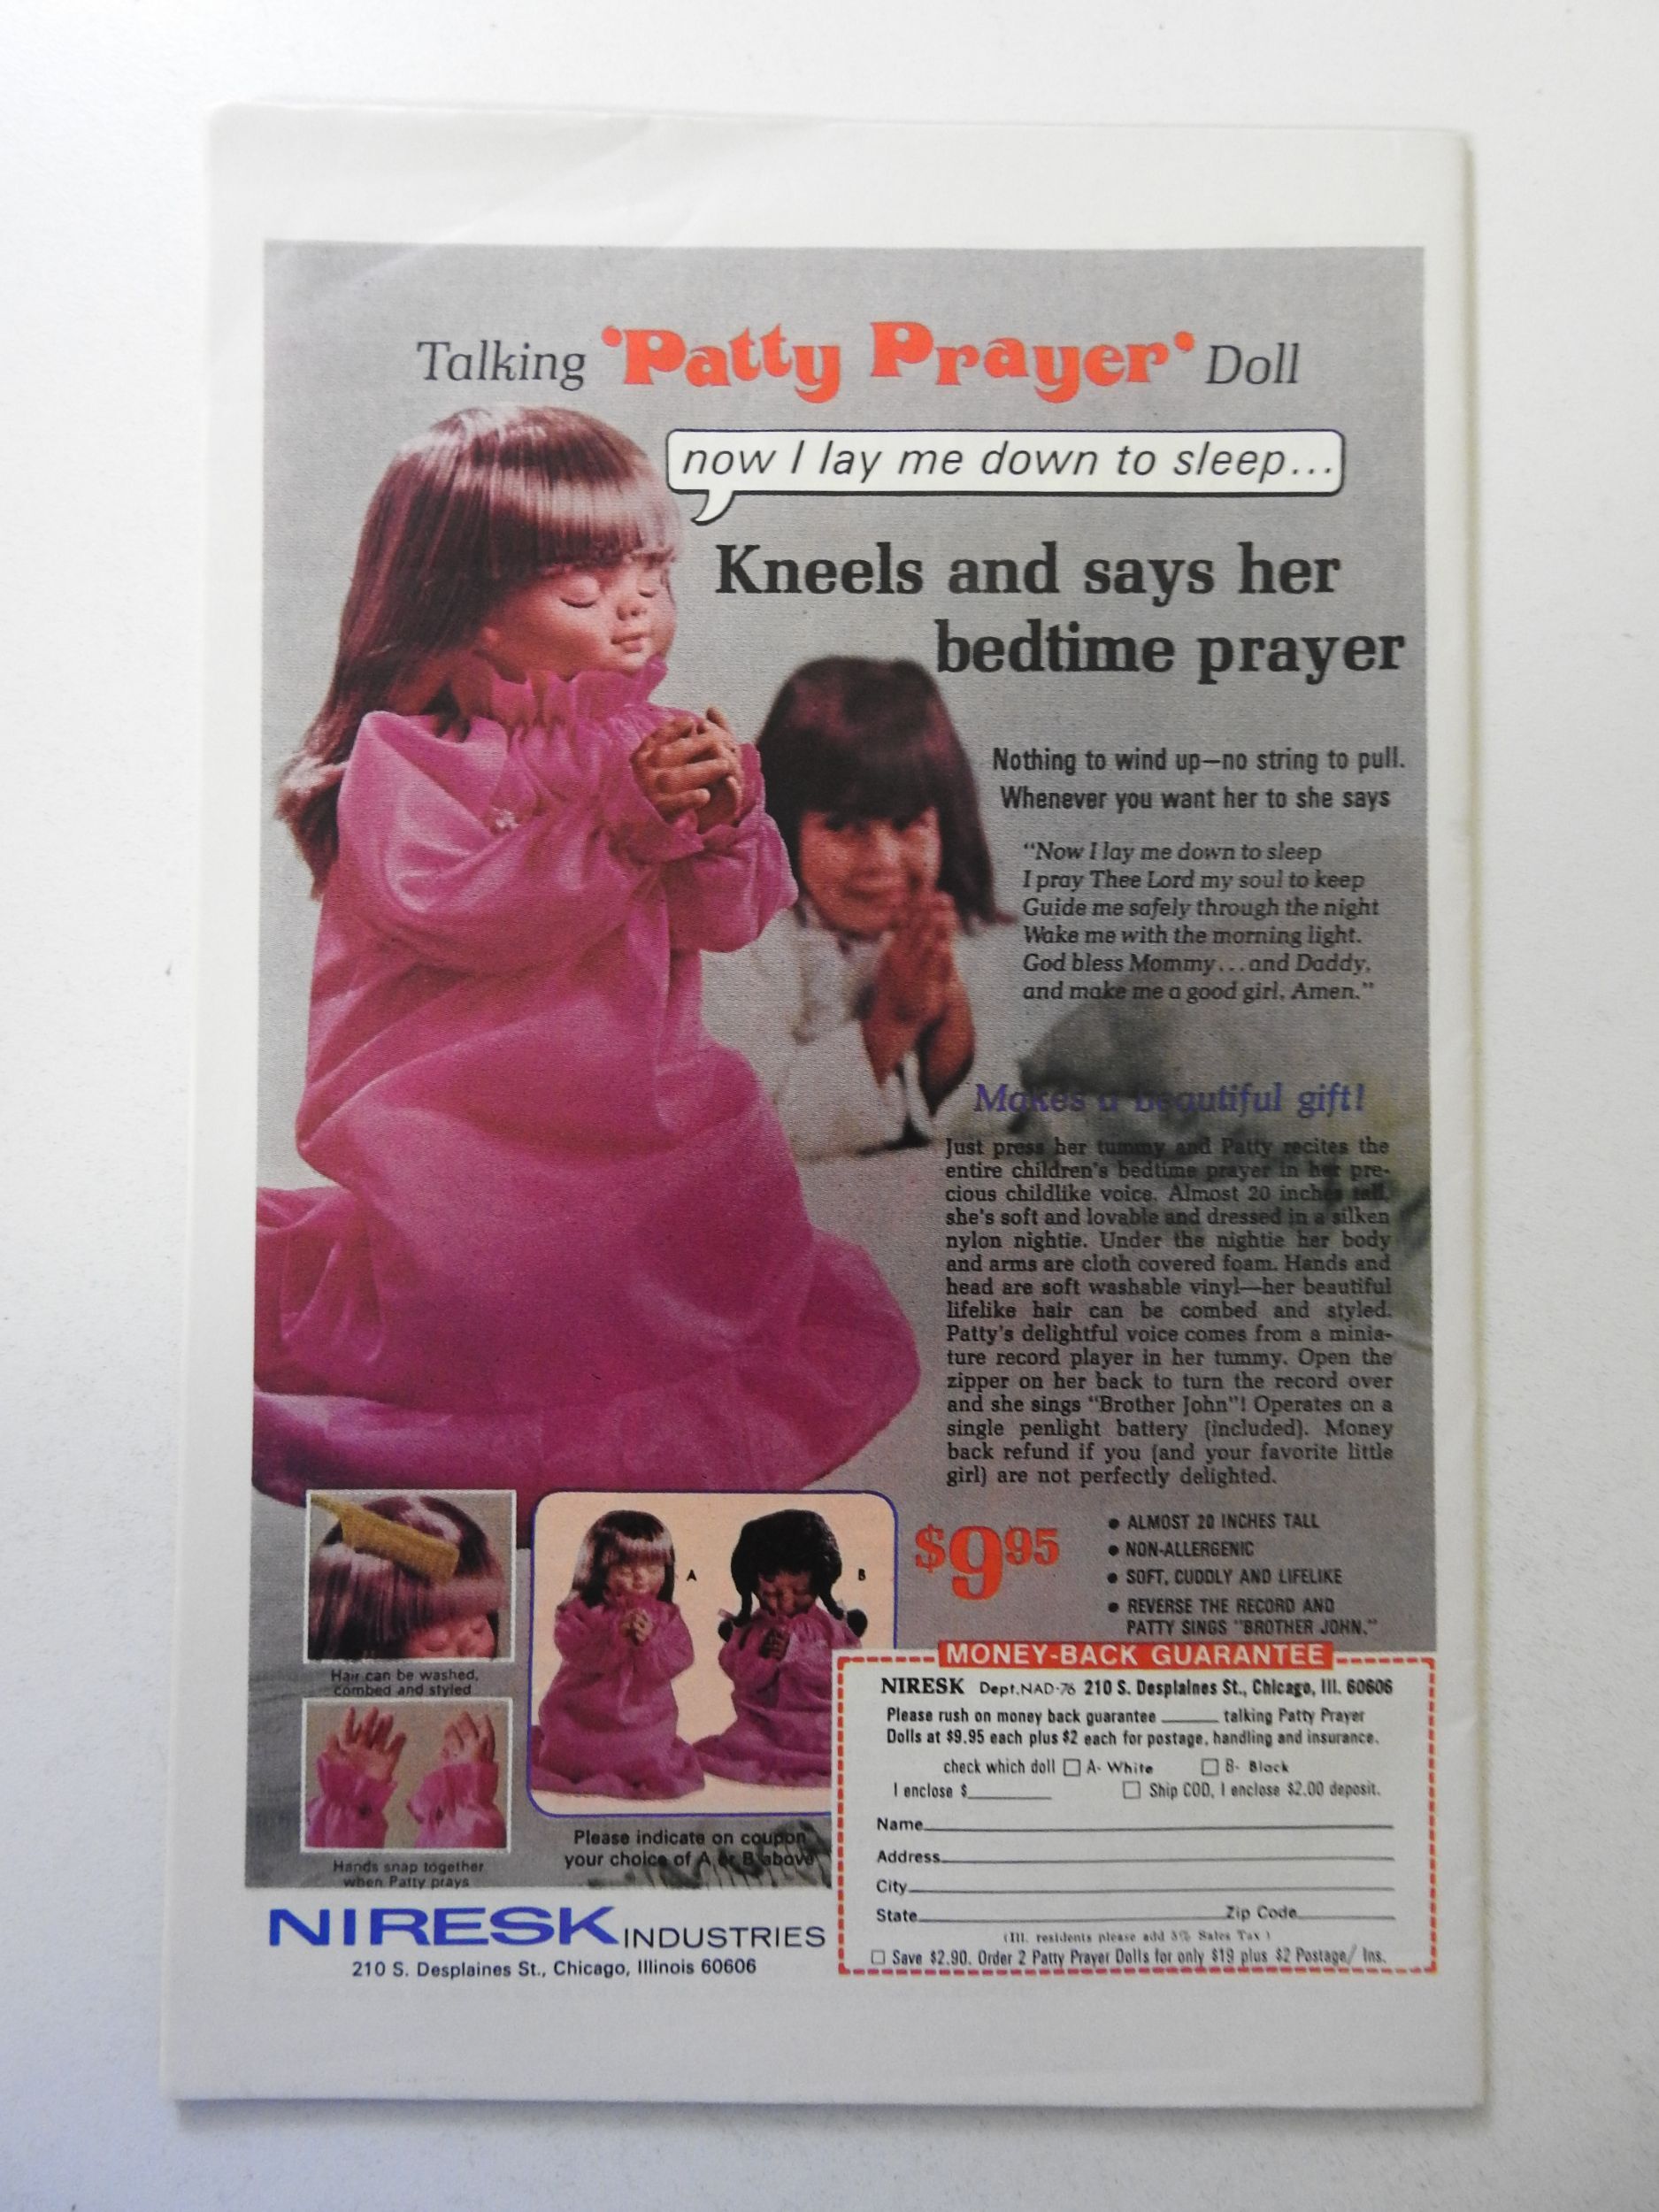 Talking 'Patty Prayer' Doll
now I lay me down to sleep...
Kneels and says her
bedtime prayer
Nothing to wind up—no string to pull.
Whenever you want her to she says
"Now I lay me down to sleep
I pray Thee Lord my soul to keep
Guide me safely through the night
Wake me with the morning light.
God bless Mommy...and Daddy,
and make me a good girl, Amen."
Makes a beautiful gift!
Just press her tummy and Patty recites the
entire children's bedtime prayer in her pre-
cious childlike voice. Almost 20 inches tall,
she's soft and lovable and dressed in a silken
nylon nightie. Under the nightie her body
and arms are cloth covered foam. Hands and
head are soft washable vinyl—her beautiful
lifelike hair can be combed and styled.
Patty's delightful voice comes from a minia-
ture record player in her tummy. Open the
zipper on her back to turn the record over
and she sings "Brother John"! Operates on a
single penlight battery (included). Money
back refund if you (and your favorite little
girl) are not perfectly delighted.
$9.95
• ALMOST 20 INCHES TALL
• NON-ALLERGENIC
• SOFT, CUDDLY AND LIFELIKE
• REVERSE THE RECORD AND
PATTY SINGS "BROTHER JOHN."
Hair can be washed,
combed and styled
Hands snap together
when Patty prays
A
B
Please indicate on coupon
your choice of A or B above
NIRESK INDUSTRIES
210 S. Desplaines St., Chicago, Illinois 60606
MONEY-BACK GUARANTEE
NIRESK Dept.NAD-76 210 S. Desplaines St., Chicago, Ill. 60606
Please rush on money back guarantee ______ talking Patty Prayer
Dolls at $9.95 each plus $2 each for postage, handling and insurance.
check which doll ☐ A- White ☐ B- Black
I enclose $________ ☐ Ship COD, I enclose $2.00 deposit.
Name
Address
City
State Zip Code
(Ill. residents please add 5% Sales Tax)
☐ Save $2.90. Order 2 Patty Prayer Dolls for only $19 plus $2 Postage/ Ins.